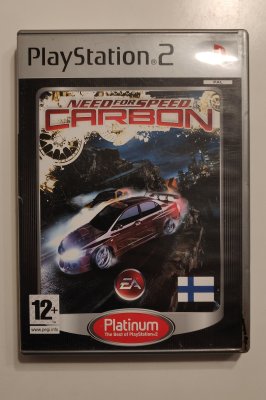 PlayStation®2
PAL
NEED FOR SPEED
CARBON
EA
12+
www.pegi.info
Platinum
The Best of PlayStation®2